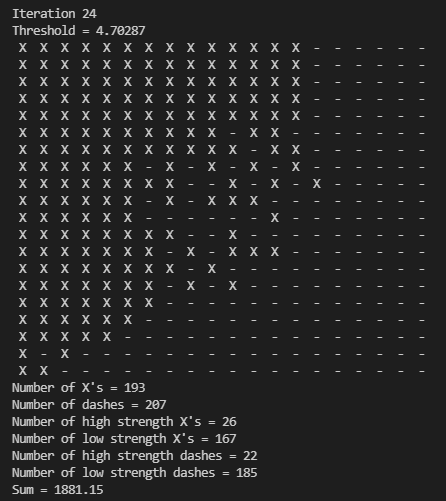 Iteration 24
Threshold = 4.70287
X X X X X X X X X X X X X X - - - - - -
X X X X X X X X X X X X X X - - - - - -
X X X X X X X X X X X X X X - - - - - -
X X X X X X X X X X X X X X - - - - - -
X X X X X X X X X X X X X X - - - - - -
X X X X X X X X X X - X X - - - - - - -
X X X X X X X X X X X - X X - - - - - -
X X X X X X - X - X - X - X - - - - - -
X X X X X X X X - - X - X - X - - - - -
X X X X X X - X - X X X - - - - - - - -
X X X X X X - - - - - - X - - - - - - -
X X X X X X X X - - X - - - - - - - - -
X X X X X X X - X - X X X - - - - - - -
X X X X X X X X - X - - - - - - - - - -
X X X X X X X - X - X - - - - - - - - -
X X X X X X X - - - - - - - - - - - - -
X X X X X X - - - - - - - - - - - - - -
X X X X X - - - - - - - - - - - - - - -
X - X - - - - - - - - - - - - - - - - -
X X - - - - - - - - - - - - - - - - - -
Number of X's = 193
Number of dashes = 207
Number of high strength X's = 26
Number of low strength X's = 167
Number of high strength dashes = 22
Number of low strength dashes = 185
Sum = 1881.15